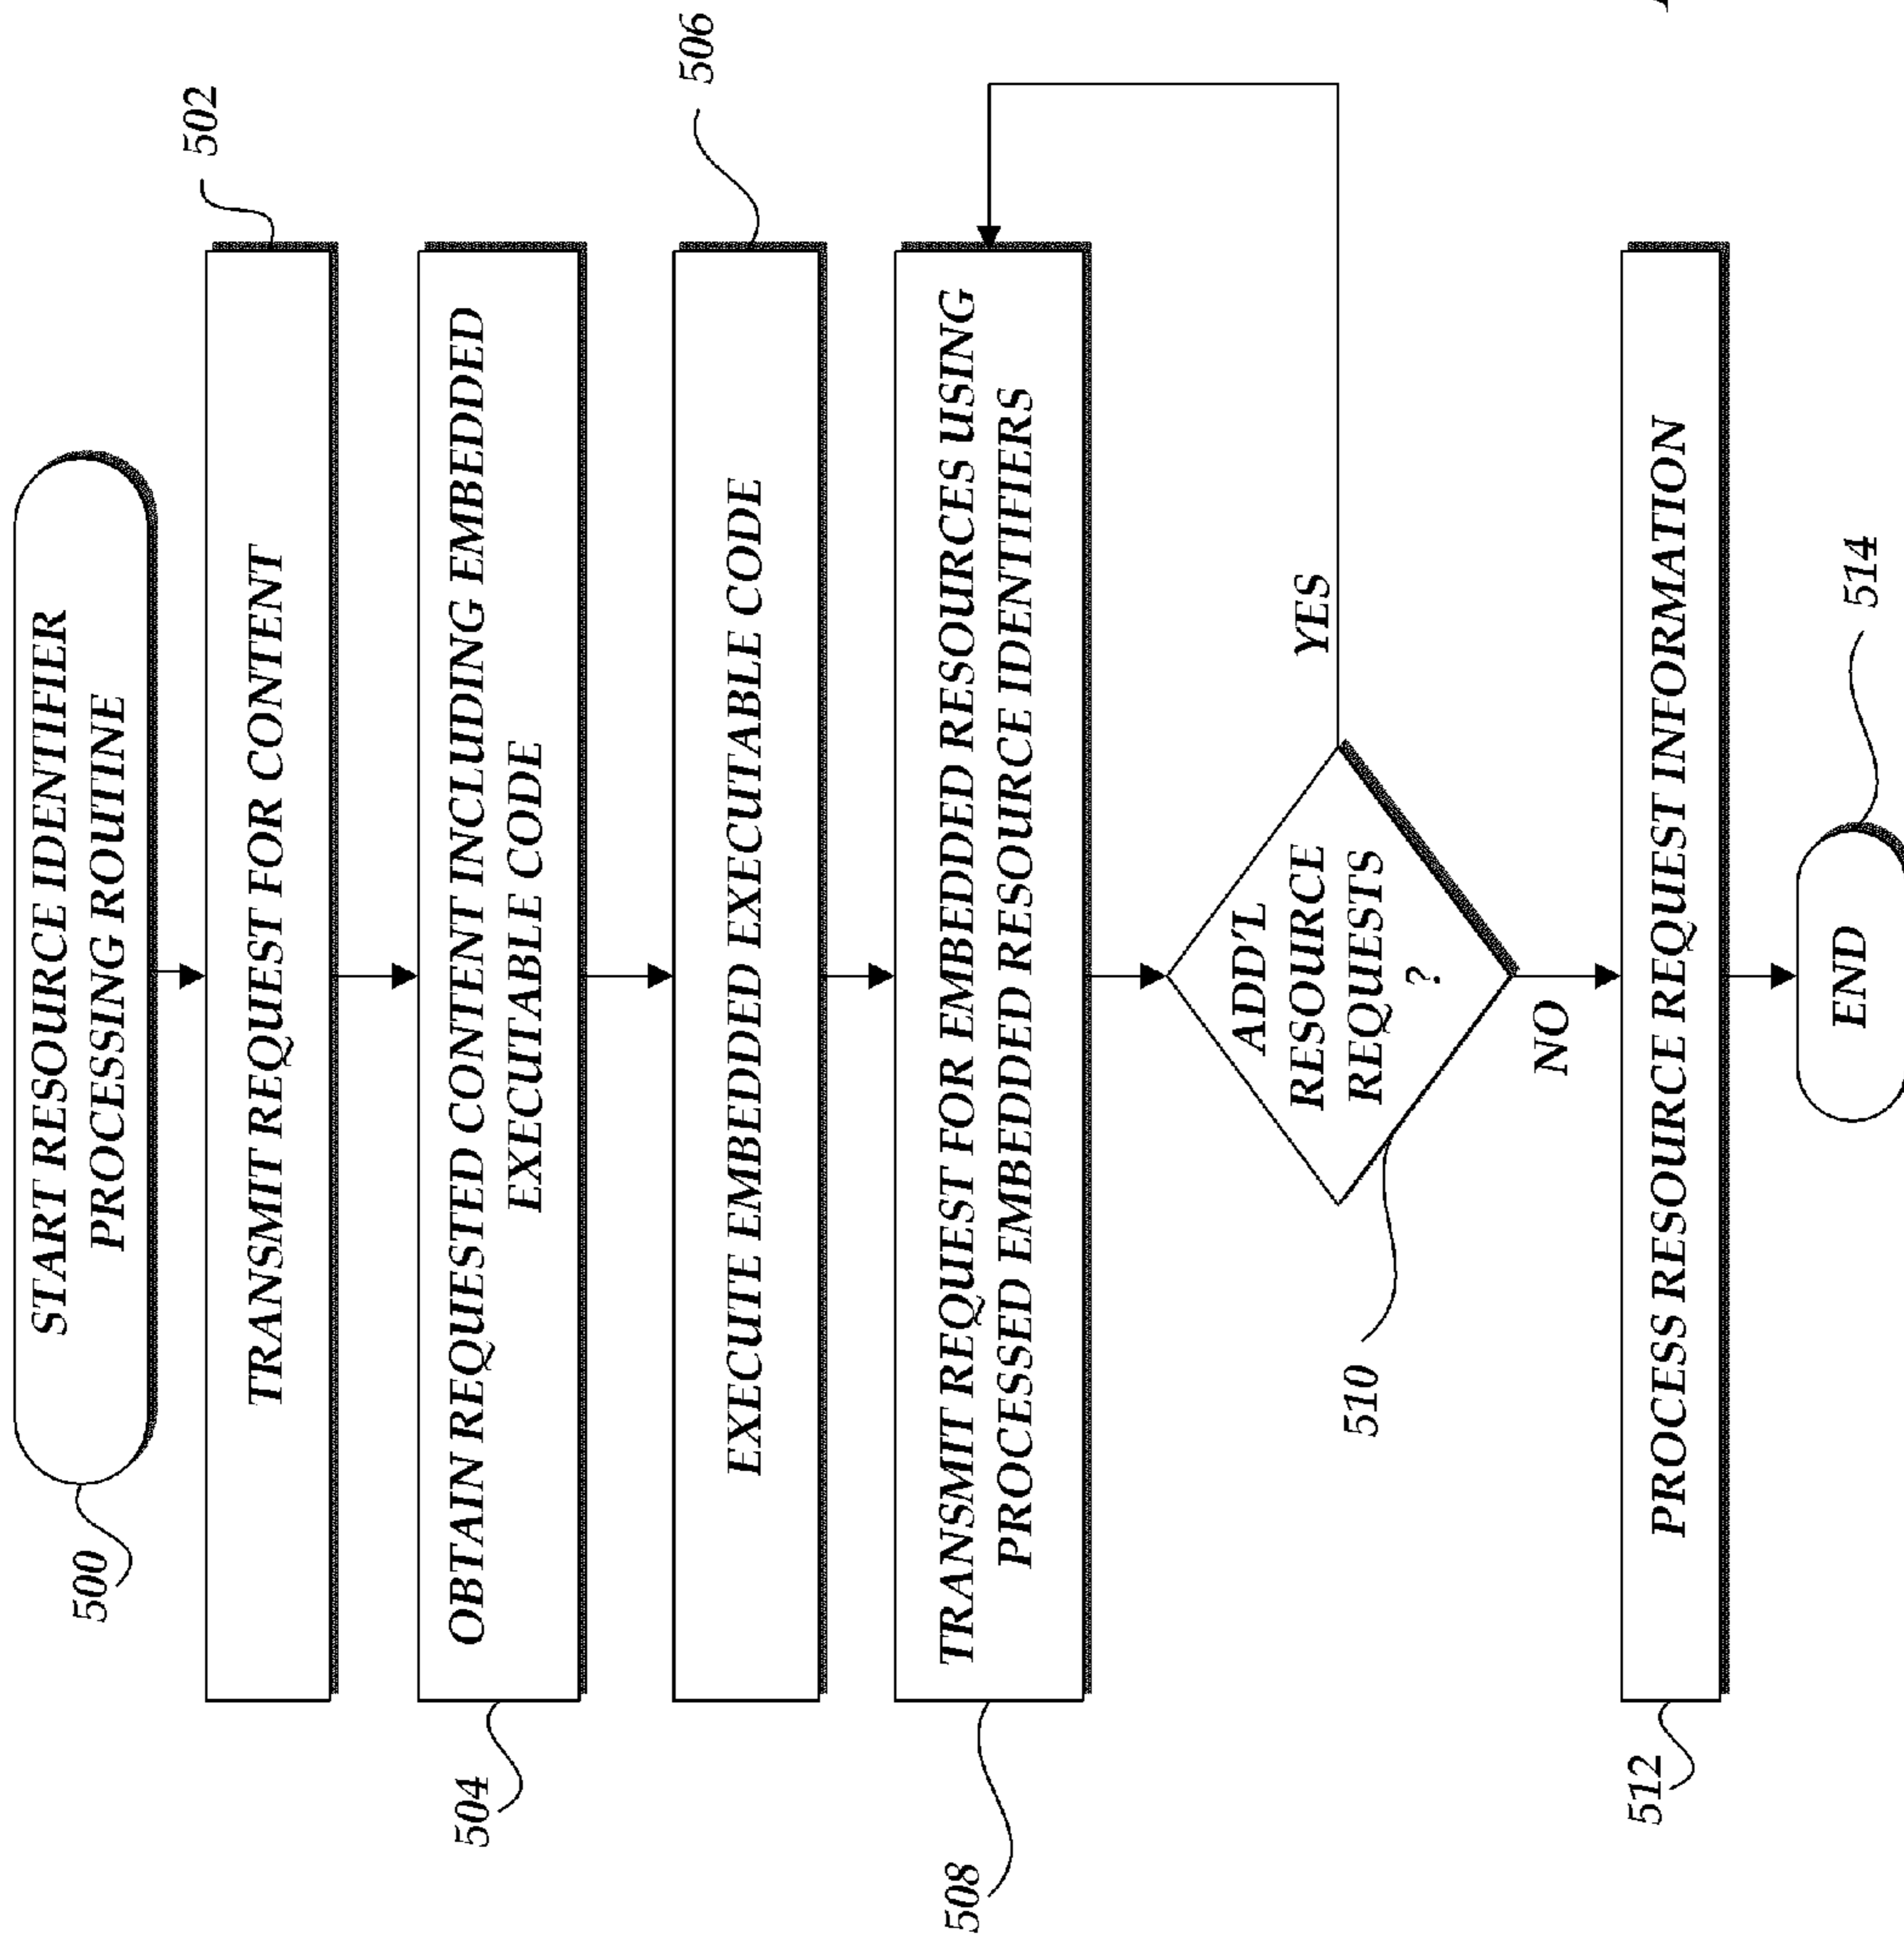 START RESOURCE IDENTIFIER
PROCESSING ROUTINE
500
TRANSMIT REQUEST FOR CONTENT
502
OBTAIN REQUESTED CONTENT INCLUDING EMBEDDED
EXECUTABLE CODE
504
EXECUTE EMBEDDED EXECUTABLE CODE
506
TRANSMIT REQUEST FOR EMBEDDED RESOURCES USING
PROCESSED EMBEDDED RESOURCE IDENTIFIERS
508
ADD'L
RESOURCE
REQUESTS
?
510
YES
NO
PROCESS RESOURCE REQUEST INFORMATION
512
END
514